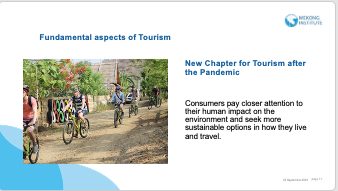 MEKONG
INSTITUTE
Fundamental aspects of Tourism
New Chapter for Tourism after
the Pandemic
Consumers pay closer attention to
their human impact on the
environment and seek more
sustainable options in how they live
and travel.